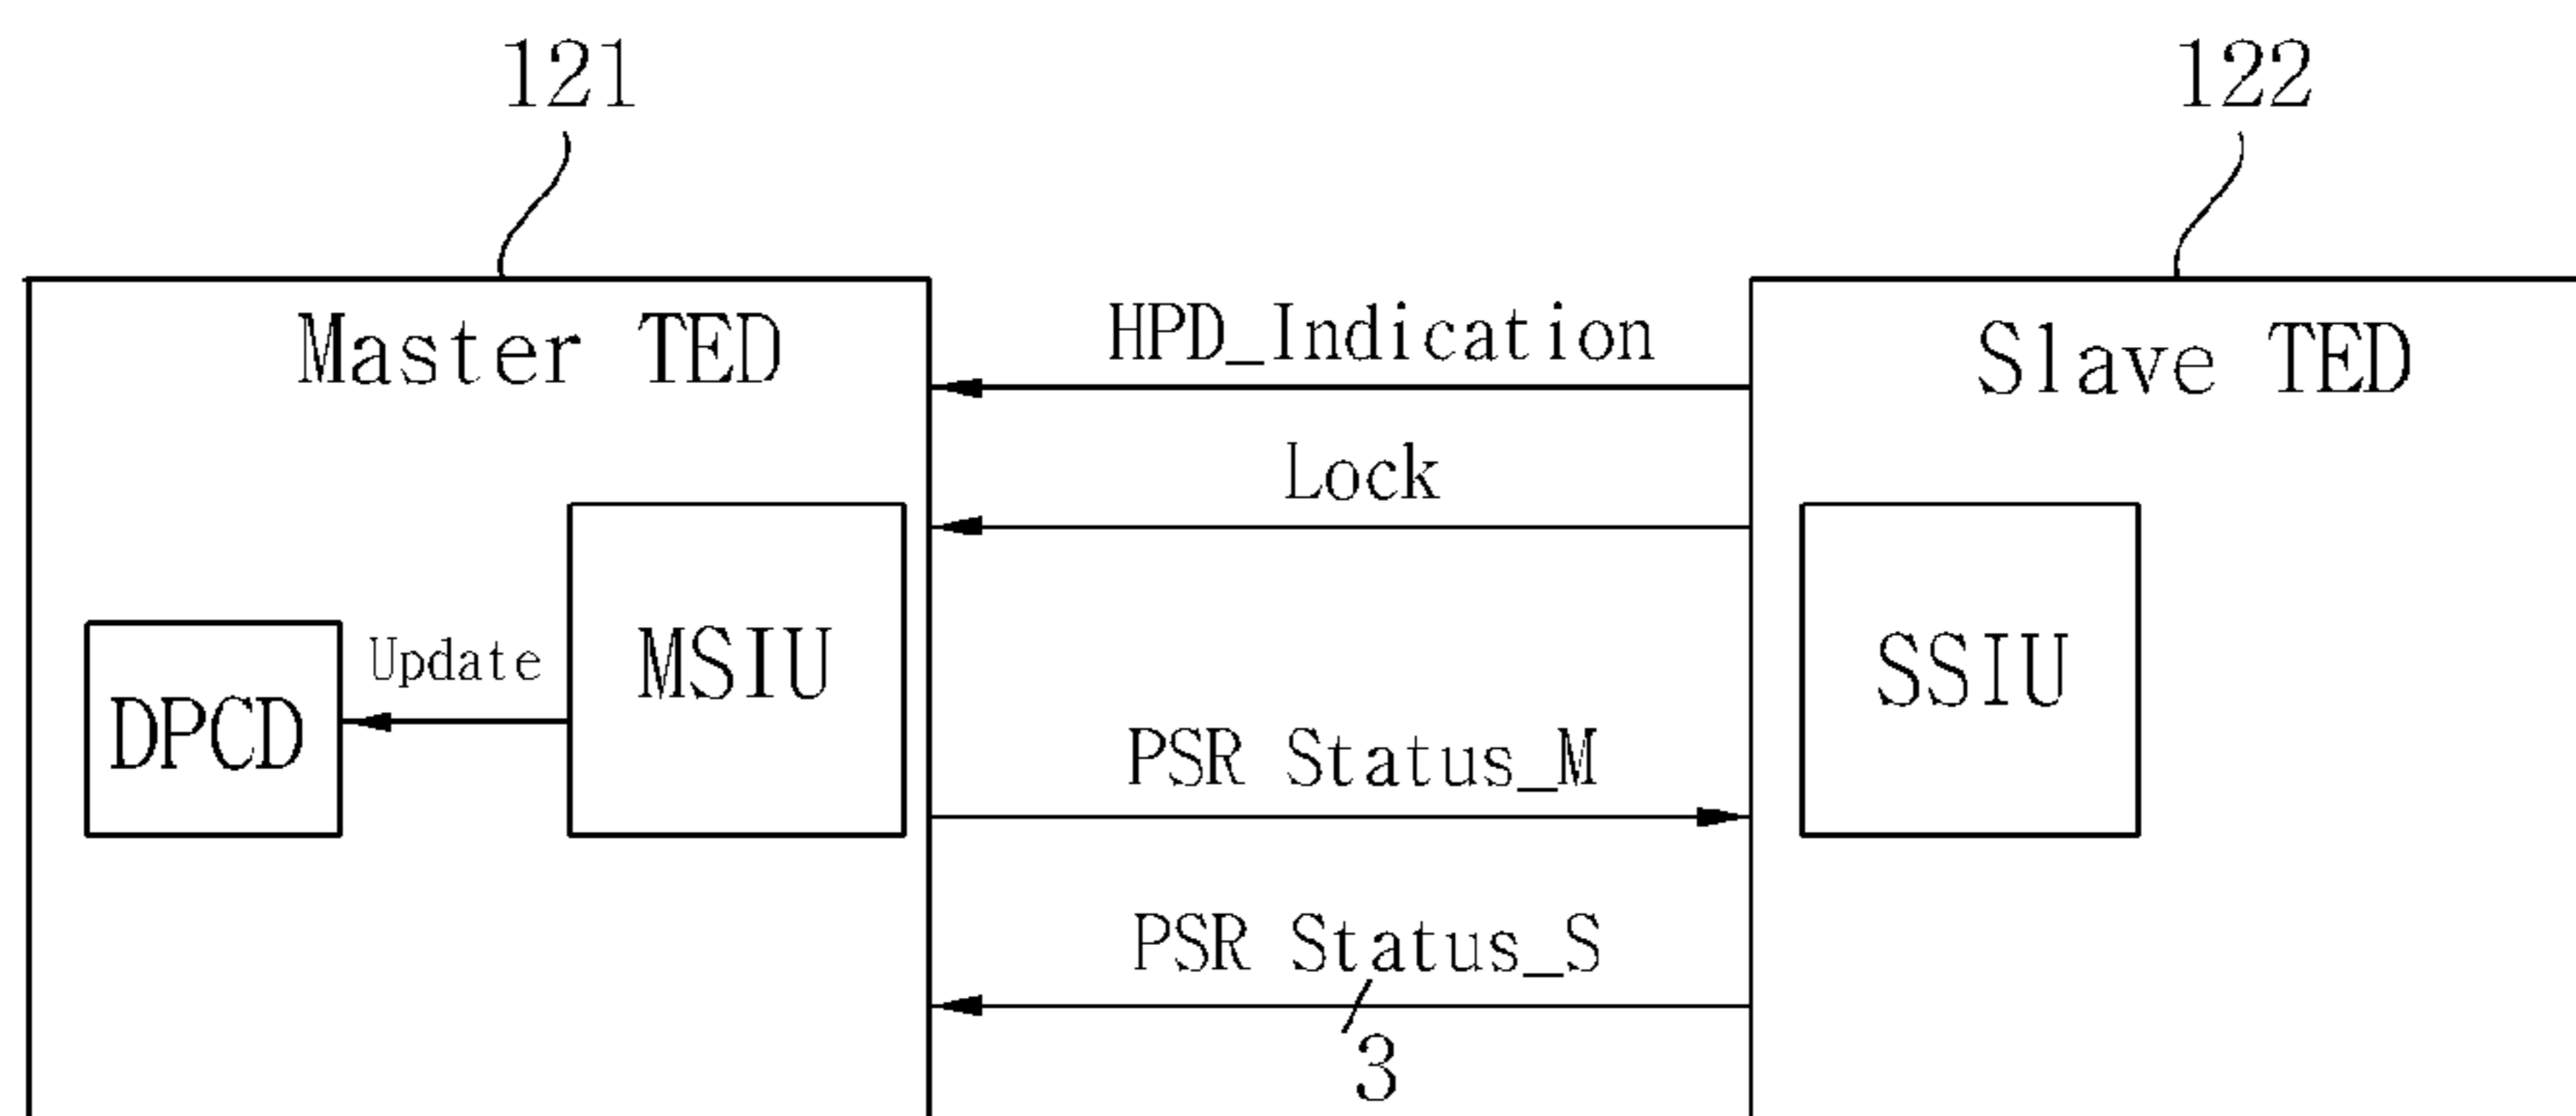 121
122
Master TED
HPD_Indication
Slave TED
Lock
DPCD
Update
MSIU
SSIU
PSR Status_M
PSR Status_S
3